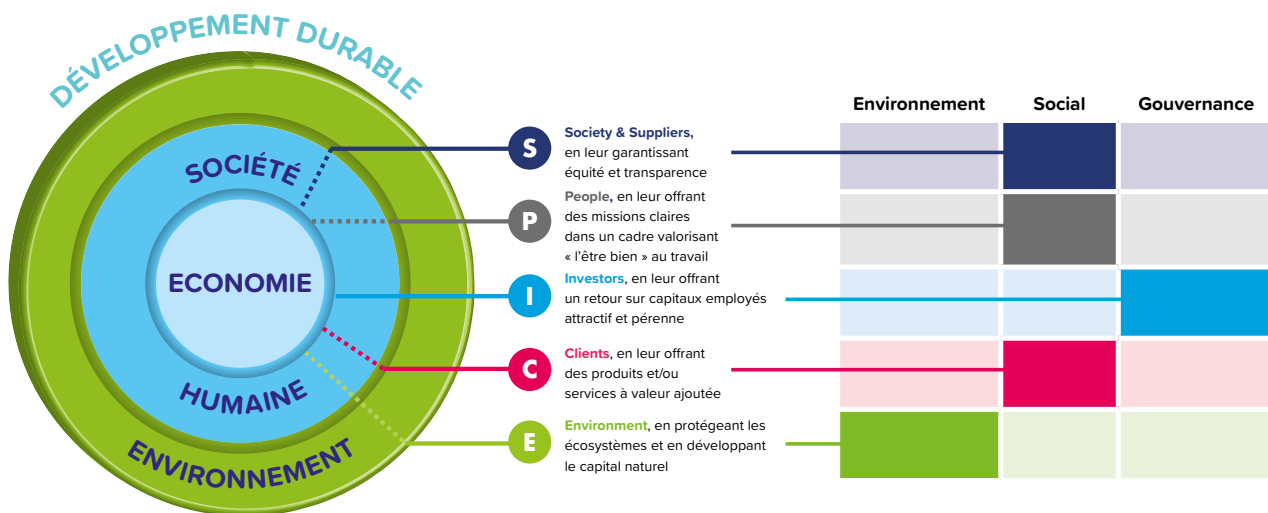 DÉVELOPPEMENT DURABLE
SOCIÉTÉ
HUMAINE
ECONOMIE
ENVIRONNEMENT
S
Society & Suppliers,
en leur garantissant
équité et transparence
P
People, en leur offrant
des missions claires
dans un cadre valorisant
« l'être bien » au travail
I
Investors, en leur offrant
un retour sur capitaux employés
attractif et pérenne
C
Clients, en leur offrant
des produits et/ou
services à valeur ajoutée
E
Environment, en protégeant les
écosystèmes et en développant
le capital naturel
Environnement
Social
Gouvernance